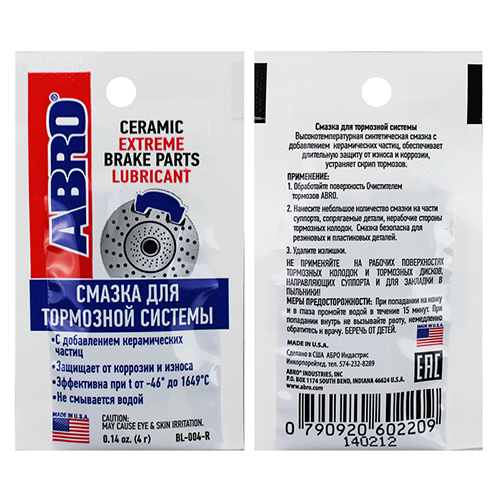 ABRO
CERAMIC
EXTREME
BRAKE PARTS
LUBRICANT
СМАЗКА ДЛЯ
ТОРМОЗНОЙ СИСТЕМЫ
•С добавлением керамических
частиц
•Защищает от коррозии и износа
•Эффективна при t от -46° до 1649°С
•Не смывается водой
MADE IN U.S.A.
CAUTION:
MAY CAUSE EYE & SKIN IRRITATION.
0.14 oz. (4 г)
BL-004-R
Смазка для тормозной системы
Высокотемпературная синтетическая смазка с
добавлением керамических частиц, обеспечивает
длительную защиту от износа и коррозии,
устраняет скрип тормозов.
ПРИМЕНЕНИЕ:
1. Обработайте поверхность Очистителем
тормозов ABRO.
2. Нанесите небольшое количество смазки на части
суппорта, сопрягаемые детали, нерабочие стороны
тормозных колодок. Смазка безопасна для
резиновых и пластиковых деталей.
3. Удалите излишки.
НЕ ПРИМЕНЯЙТЕ НА РАБОЧИХ ПОВЕРХНОСТЯХ
ТОРМОЗНЫХ КОЛОДОК И ТОРМОЗНЫХ ДИСКОВ,
НАПРАВЛЯЮЩИХ СУППОРТА И ДЛЯ ЗАКЛАДКИ В
ПЫЛЬНИКИ!
МЕРЫ ПРЕДОСТОРОЖНОСТИ: При попадании на кожу
и в глаза промойте водой в течение 15 минут. При
попадании внутрь не вызывайте рвоту, немедленно
обратитесь к врачу. БЕРЕЧЬ ОТ ДЕТЕЙ.
MADE IN U.S.A.
Сделано в США АБРО Индастрис
Инкорпорейтед. тел. 574-232-8289
ABRO® INDUSTRIES, INC
P.O. BOX 1174 SOUTH BEND, INDIANA 46624 U.S.A.
www.abro.com
EAC
0 790920 602209
140212